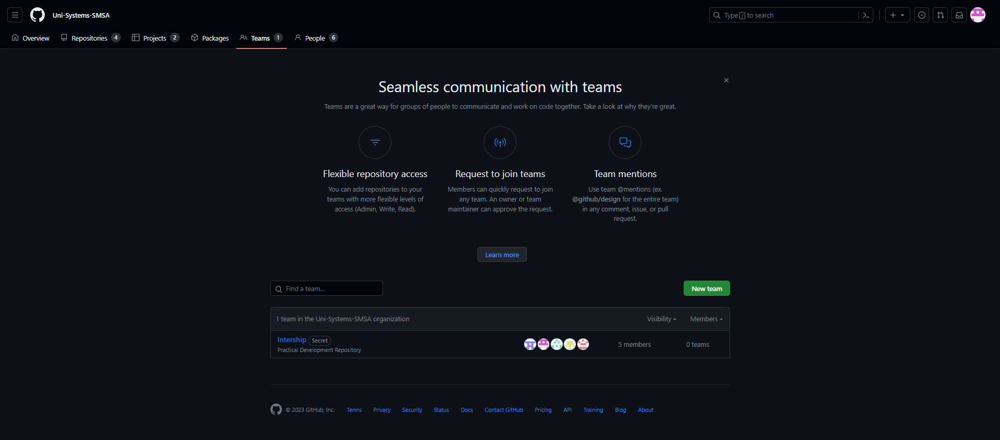 Uni-Systems-SMSA
Type / to search
Overview
Repositories 4
Projects 2
Packages
Teams 1
People 6
Seamless communication with teams
Teams are a great way for groups of people to communicate and work on code together. Take a look at why they’re great.
Flexible repository access
You can add repositories to your
teams with more flexible levels of
access (Admin, Write, Read).
Request to join teams
Members can quickly request to join
any team. An owner or team
maintainer can approve the request.
Team mentions
Use team @mentions (ex.
@github/design for the entire team)
in any comment, issue, or pull
request.
Learn more
Find a team...
New team
1 team in the Uni-Systems-SMSA organization
Visibility
Members
Intership Secret
Practical Development Repository
5 members
0 teams
© 2023 GitHub, Inc.
Terms
Privacy
Security
Status
Docs
Contact GitHub
Pricing
API
Training
Blog
About